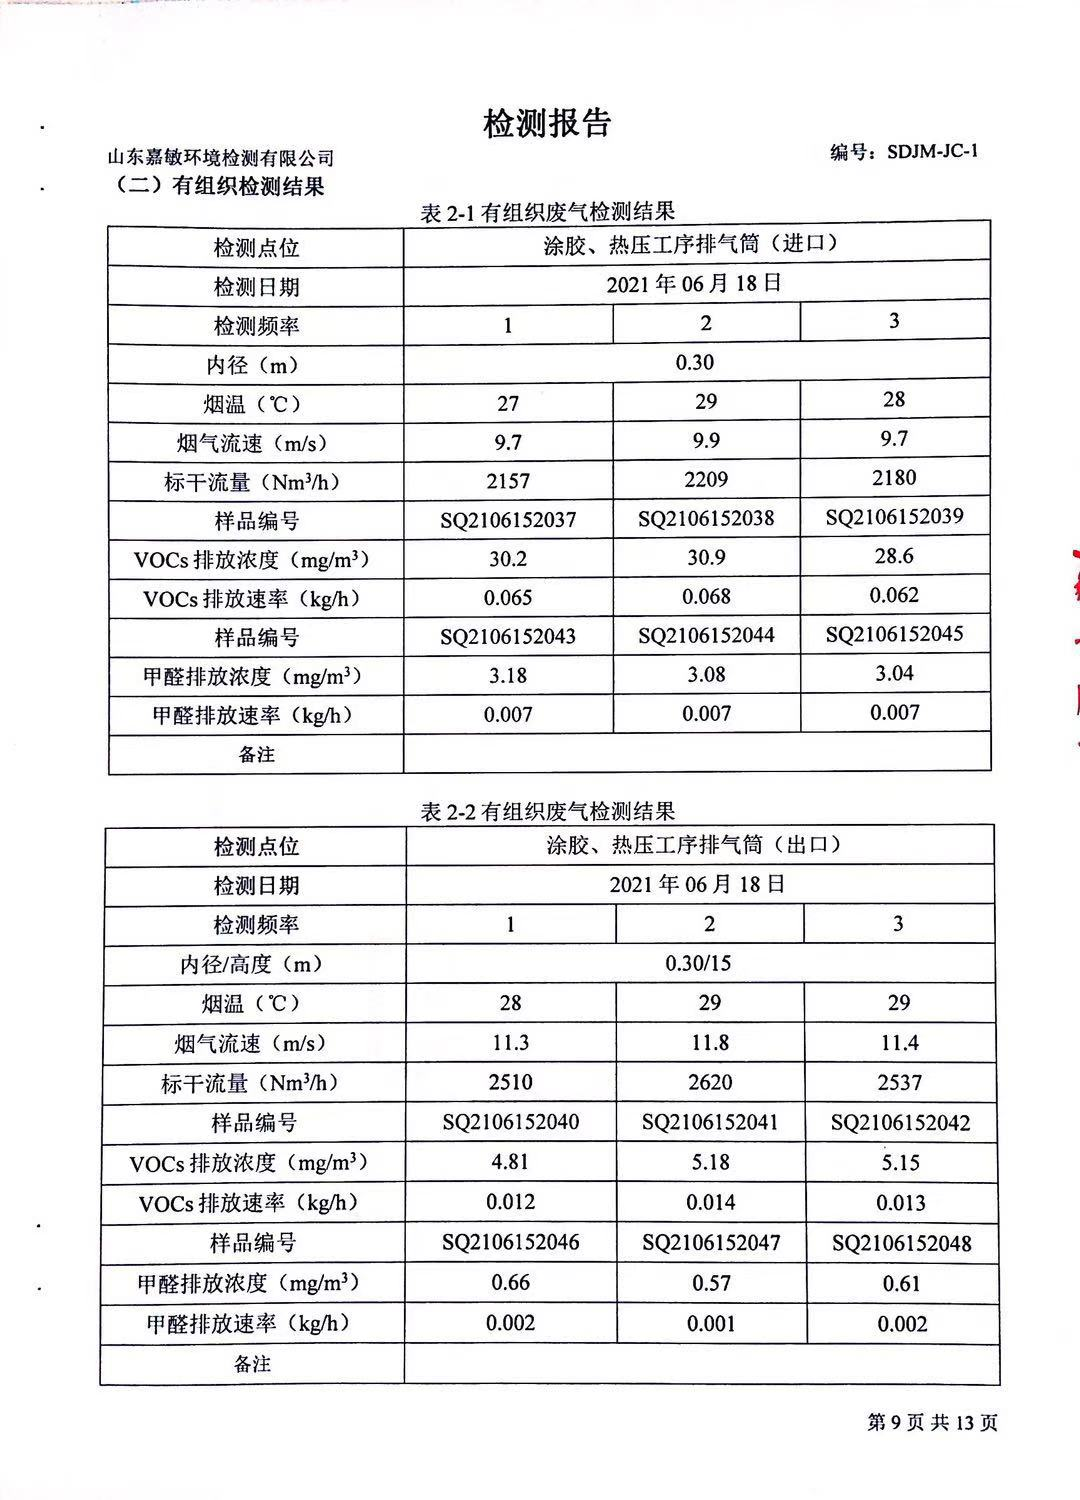 检测报告
山东嘉敏环境检测有限公司 编号：SDJM-JC-1
（二）有组织检测结果
表 2-1 有组织废气检测结果
检测点位 涂胶、热压工序排气筒（进口）
检测日期 2021 年 06 月 18 日
检测频率 1 2 3
内径（m） 0.30
烟温（℃） 27 29 28
烟气流速（m/s） 9.7 9.9 9.7
标干流量（Nm³/h） 2157 2209 2180
样品编号 SQ2106152037 SQ2106152038 SQ2106152039
VOCs 排放浓度（mg/m³） 30.2 30.9 28.6
VOCs 排放速率（kg/h） 0.065 0.068 0.062
样品编号 SQ2106152043 SQ2106152044 SQ2106152045
甲醛排放浓度（mg/m³） 3.18 3.08 3.04
甲醛排放速率（kg/h） 0.007 0.007 0.007
备注
表 2-2 有组织废气检测结果
检测点位 涂胶、热压工序排气筒（出口）
检测日期 2021 年 06 月 18 日
检测频率 1 2 3
内径/高度（m） 0.30/15
烟温（℃） 28 29 29
烟气流速（m/s） 11.3 11.8 11.4
标干流量（Nm³/h） 2510 2620 2537
样品编号 SQ2106152040 SQ2106152041 SQ2106152042
VOCs 排放浓度（mg/m³） 4.81 5.18 5.15
VOCs 排放速率（kg/h） 0.012 0.014 0.013
样品编号 SQ2106152046 SQ2106152047 SQ2106152048
甲醛排放浓度（mg/m³） 0.66 0.57 0.61
甲醛排放速率（kg/h） 0.002 0.001 0.002
备注
第 9 页 共 13 页